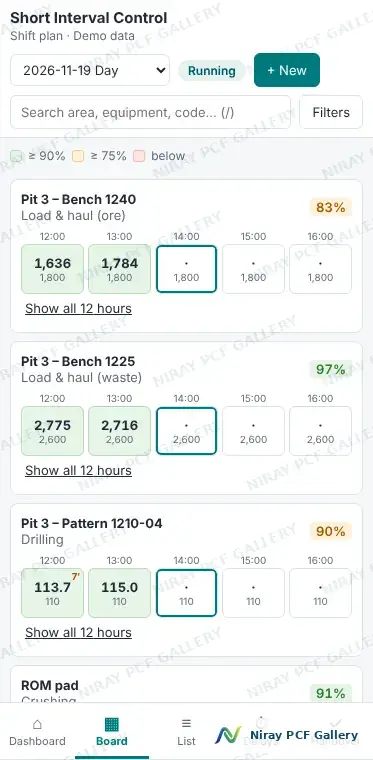 Short Interval Control
Shift plan · Demo data
2026-11-19 Day
Running
+ New
Search area, equipment, code... (/)
Filters
≥ 90%
≥ 75%
below
Pit 3 – Bench 1240
83%
Load & haul (ore)
12:00 13:00 14:00 15:00 16:00
1,636 1,784 · · ·
1,800 1,800 1,800 1,800 1,800
Show all 12 hours
Pit 3 – Bench 1225
97%
Load & haul (waste)
12:00 13:00 14:00 15:00 16:00
2,775 2,716 · · ·
2,600 2,600 2,600 2,600 2,600
Show all 12 hours
Pit 3 – Pattern 1210-04
90%
Drilling
12:00 13:00 14:00 15:00 16:00
7'
113.7 115.0 · · ·
110 110 110 110 110
Show all 12 hours
ROM pad
91%
Crushing
Dashboard Board List
Niray PCF Gallery
NIRAY PCF GALLERY